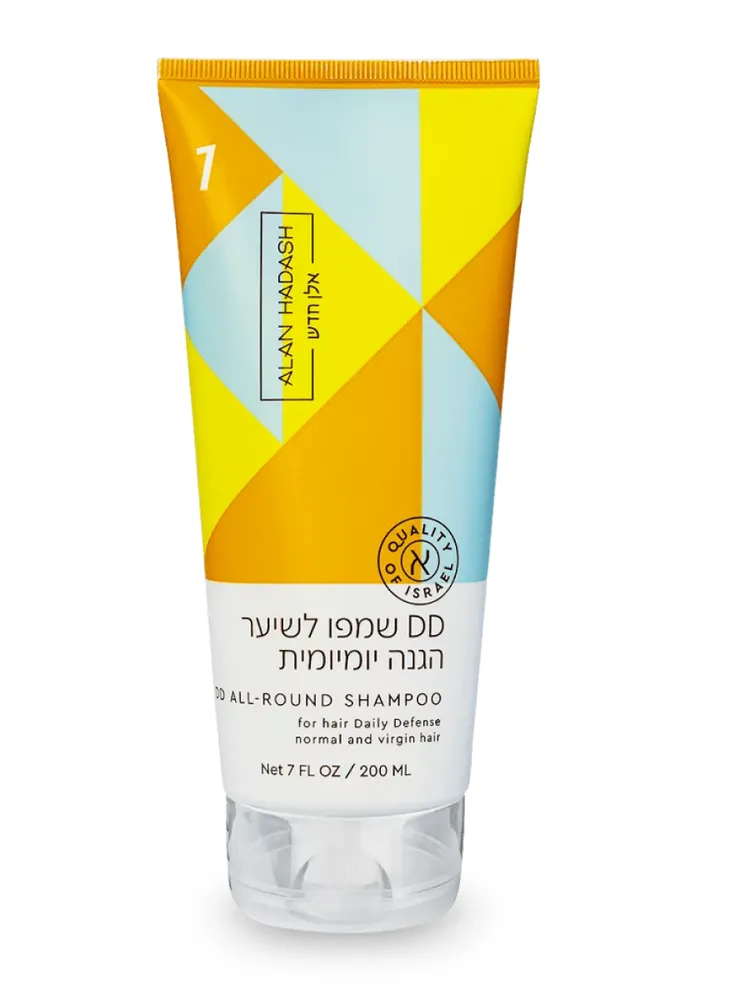 1
ALAN HADASH
אלן חדש
QUALITY OF ISRAEL
א
DD שמפו לשיער
הגנה יומיומית
DD ALL-ROUND SHAMPOO
for hair Daily Defense
normal and virgin hair
Net 7 FL OZ / 200 ML